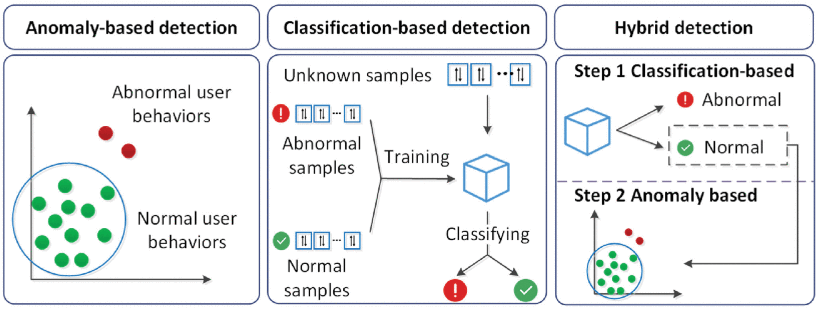 Anomaly-based detection
Abnormal user
behaviors
Normal user
behaviors
Classification-based detection
Unknown samples
Abnormal
samples
Training
Classifying
Normal
samples
Hybrid detection
Step 1 Classification-based
Abnormal
Normal
Step 2 Anomaly based